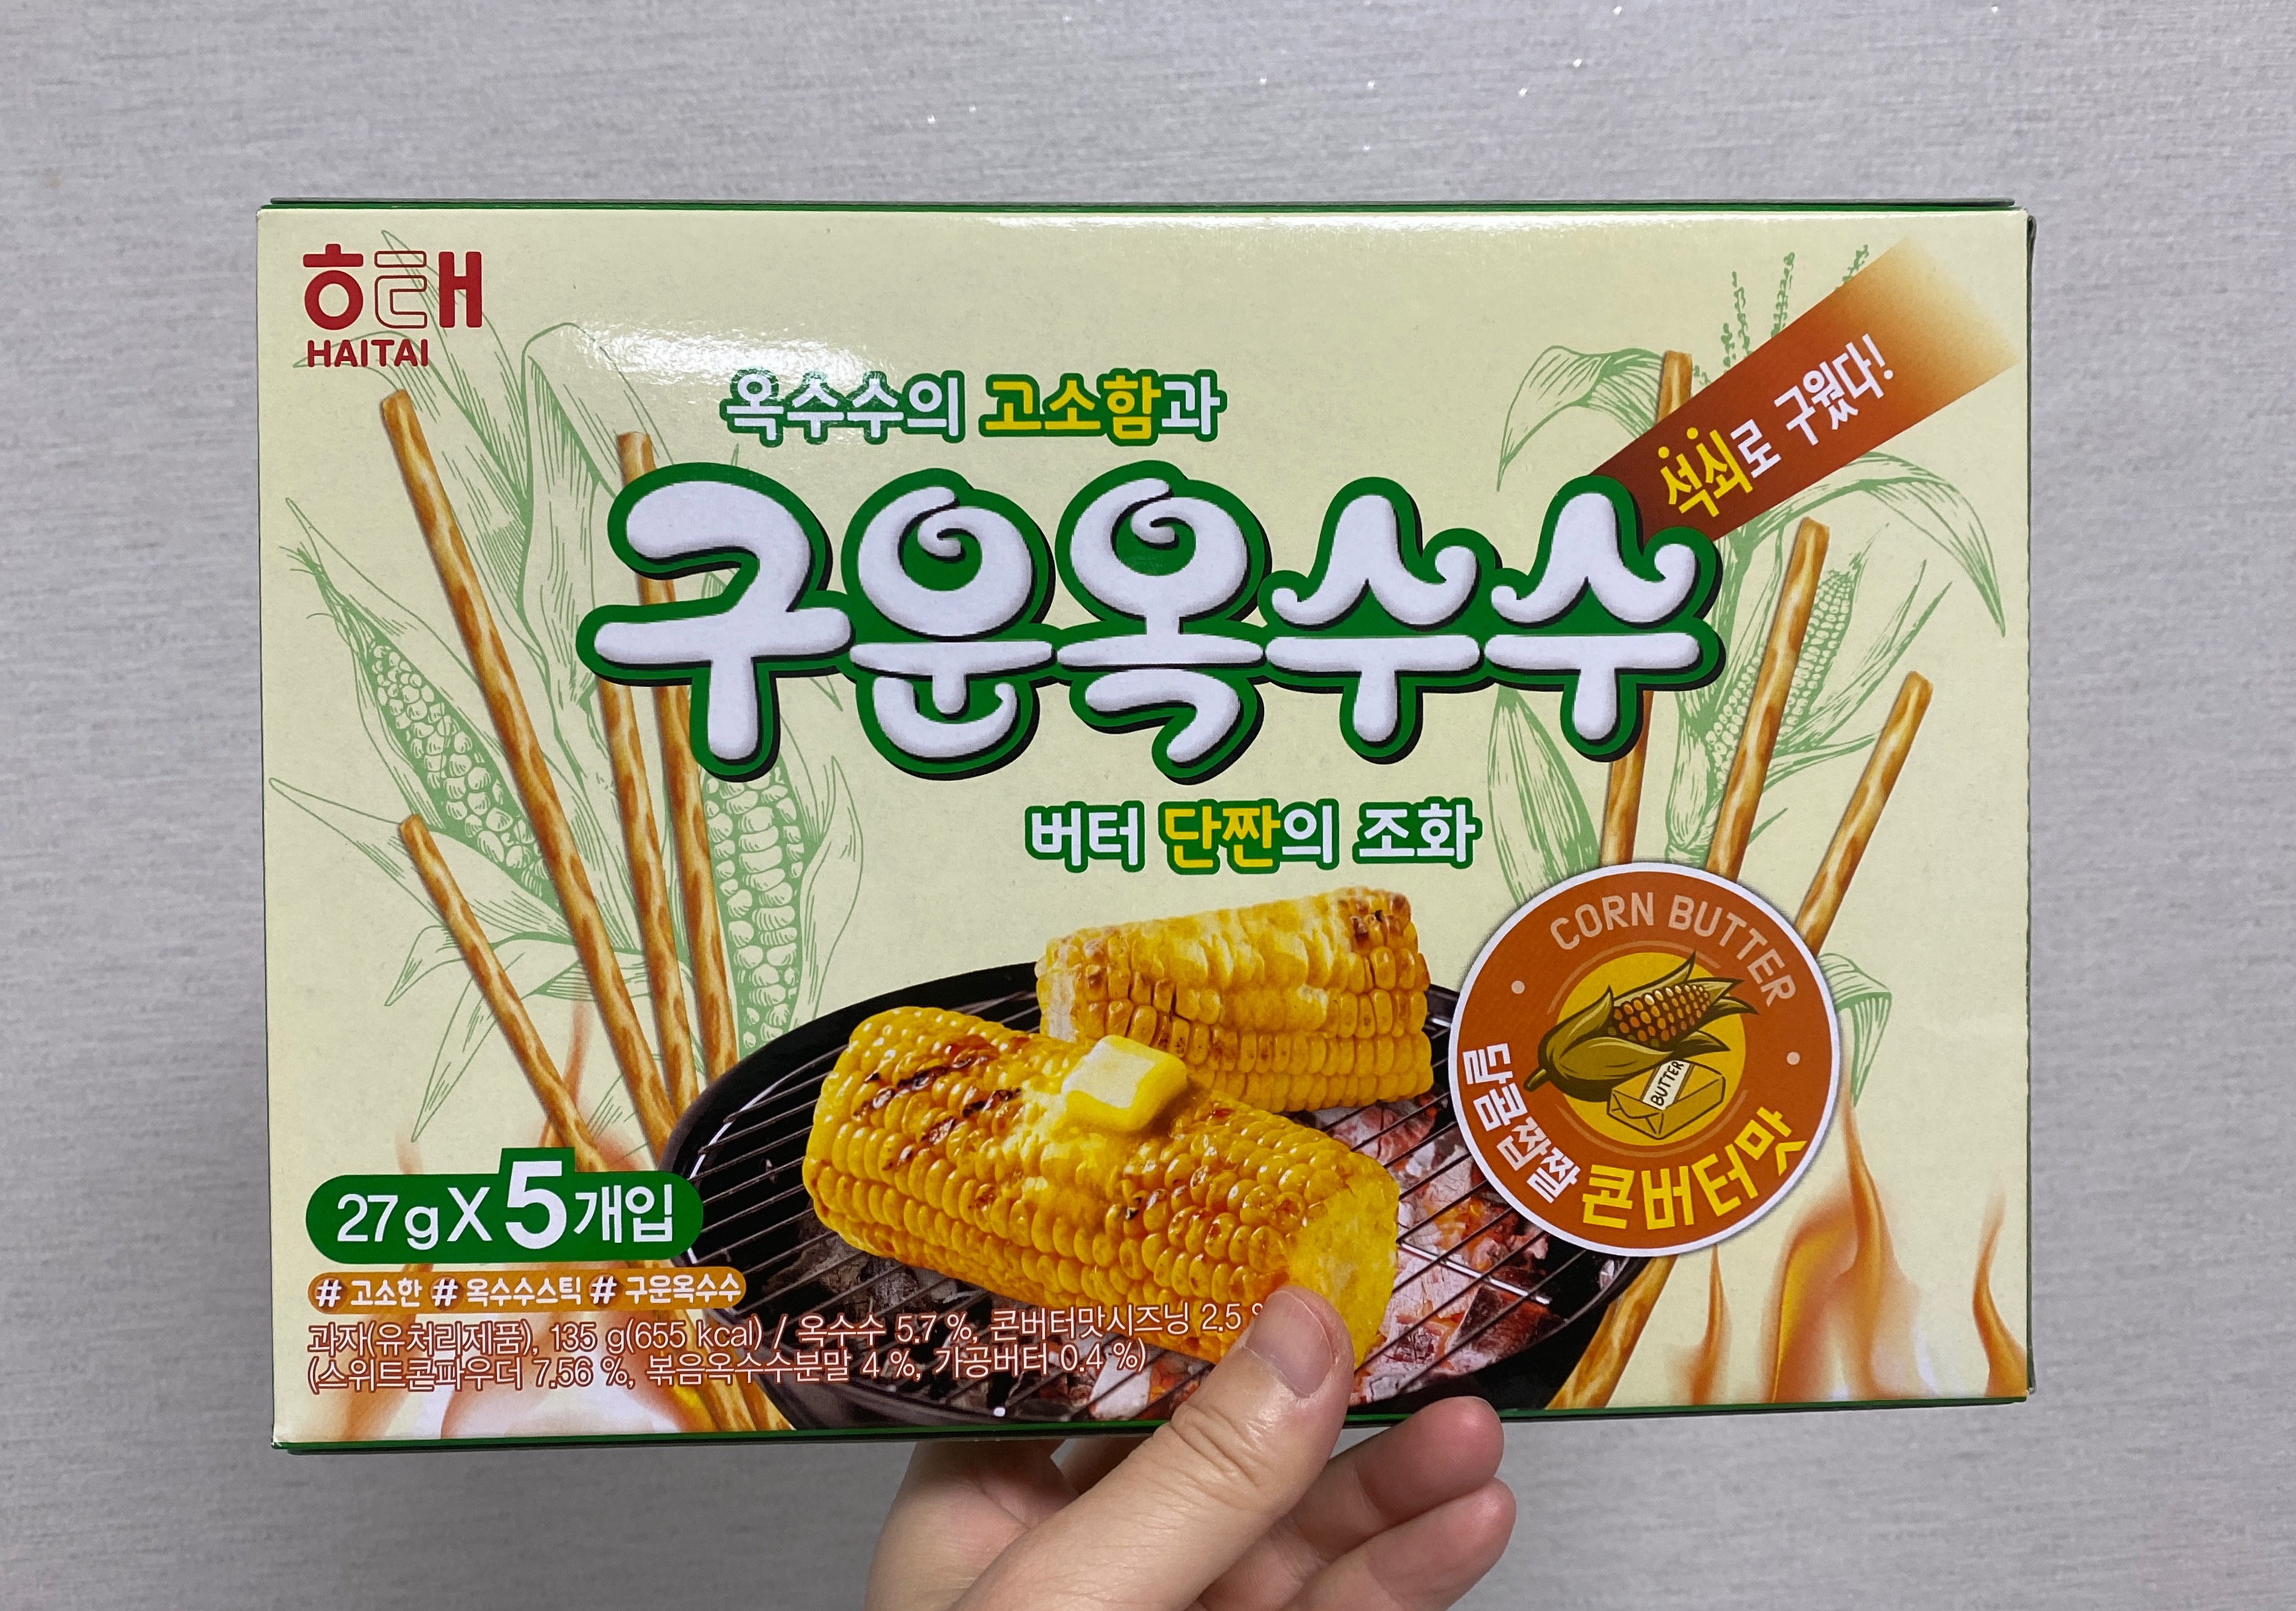 해태
HAITAI
옥수수의 고소함과
석쇠로 구웠다!
구운옥수수
버터 단짠의 조화
CORN BUTTER
BUTTER
달콤짭짤 콘버터맛
27gX5개입
# 고소한 # 옥수수스틱 # 구운옥수수
과자(유처리제품), 135 g(655 kcal) / 옥수수 5.7 %, 콘버터맛시즈닝 2.5
(스위트콘파우더 7.56 %, 볶음옥수수분말 4 %, 가공버터 0.4 %)